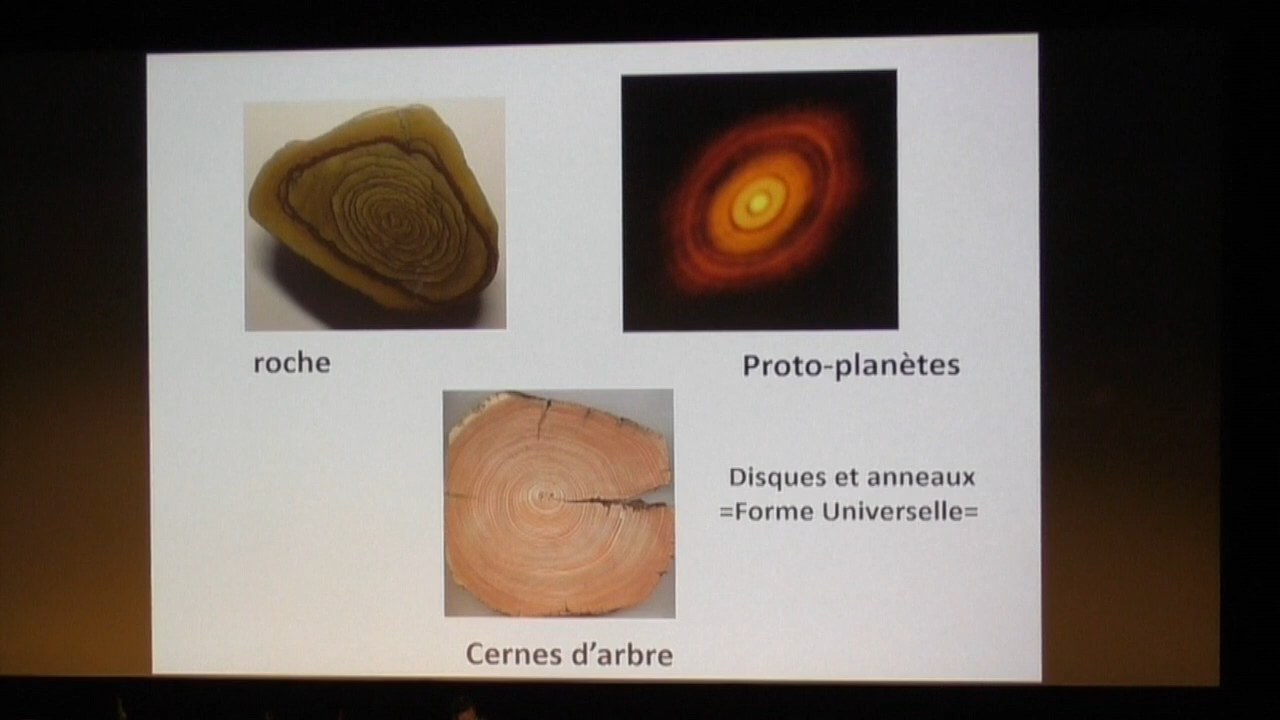 roche
Proto-planètes
Disques et anneaux
=Forme Universelle=
Cernes d'arbre